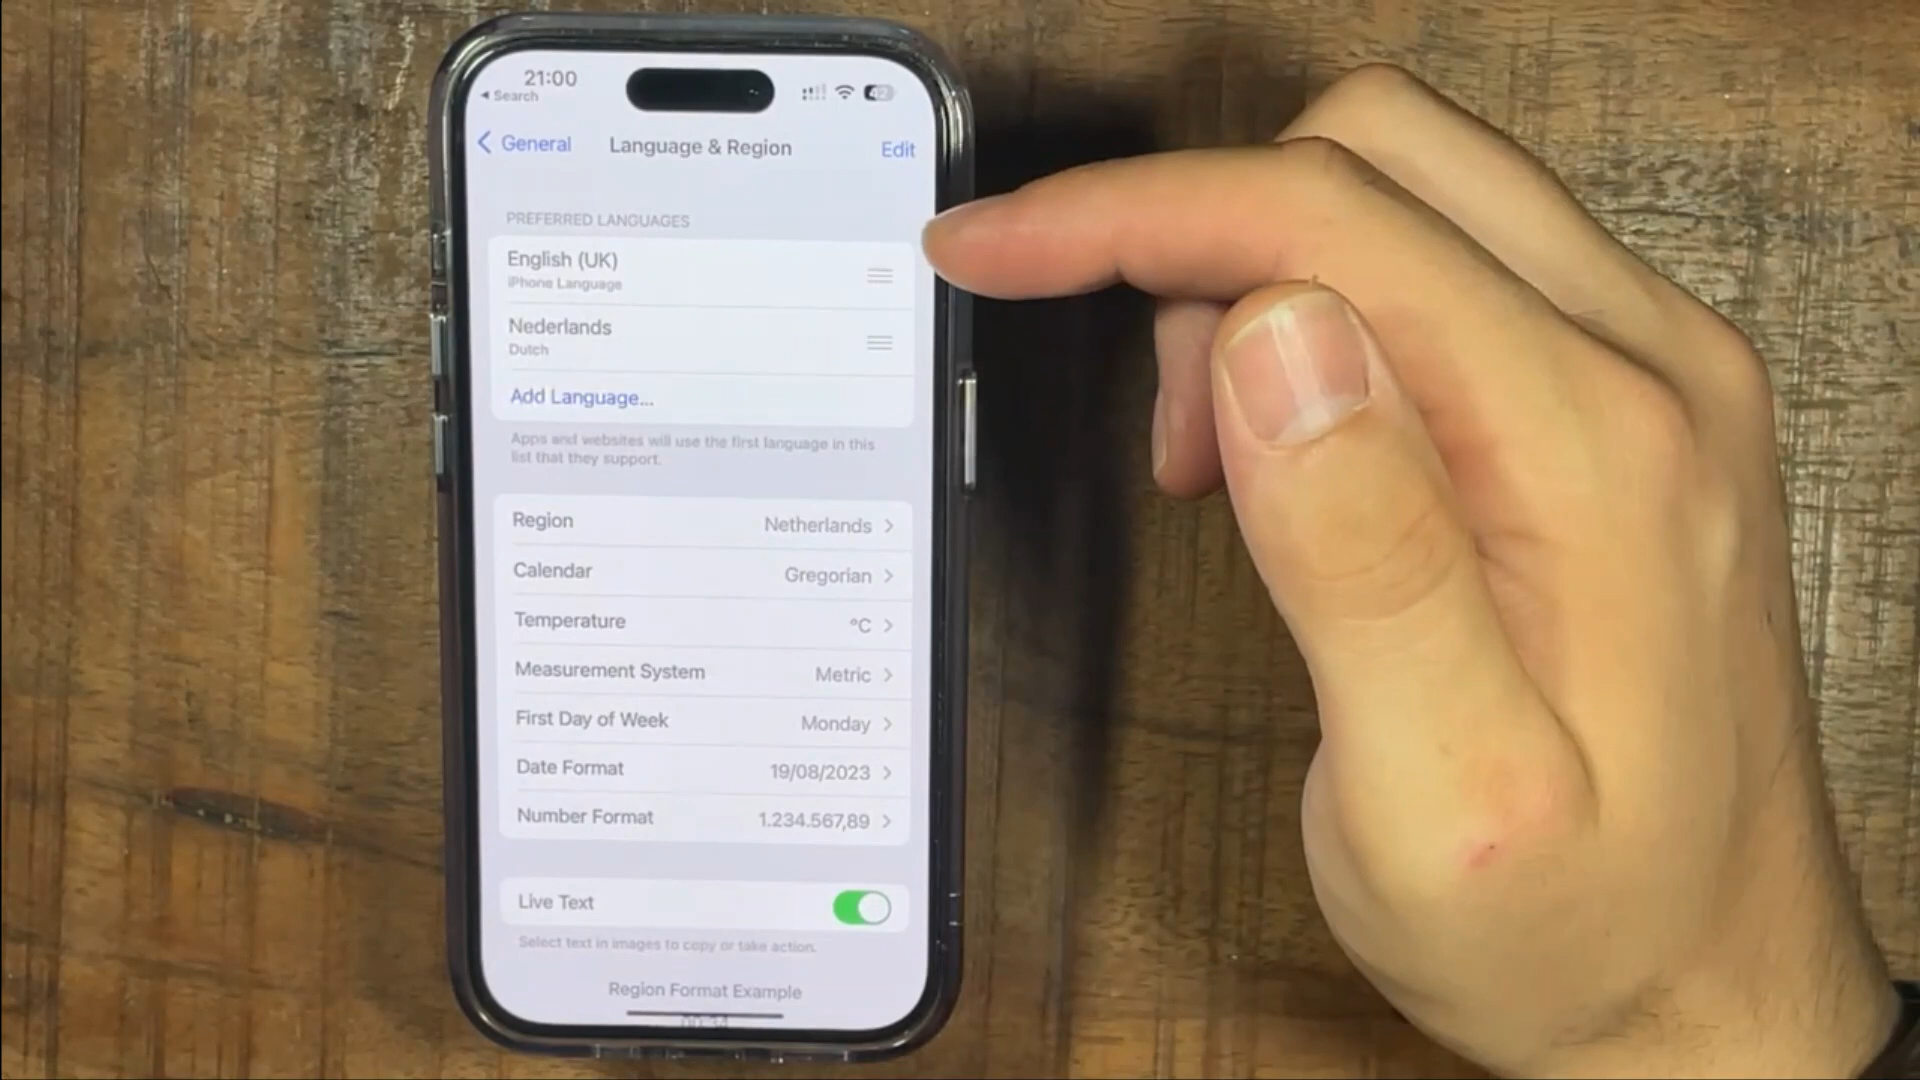 21:00
◂ Search
42
General
Language & Region
Edit
PREFERRED LANGUAGES
English (UK)
iPhone Language
Nederlands
Dutch
Add Language...
Apps and websites will use the first language in this
list that they support.
Region Netherlands
Calendar Gregorian
Temperature °C
Measurement System Metric
First Day of Week Monday
Date Format 19/08/2023
Number Format 1.234.567,89
Live Text
Select text in images to copy or take action.
Region Format Example
00:34